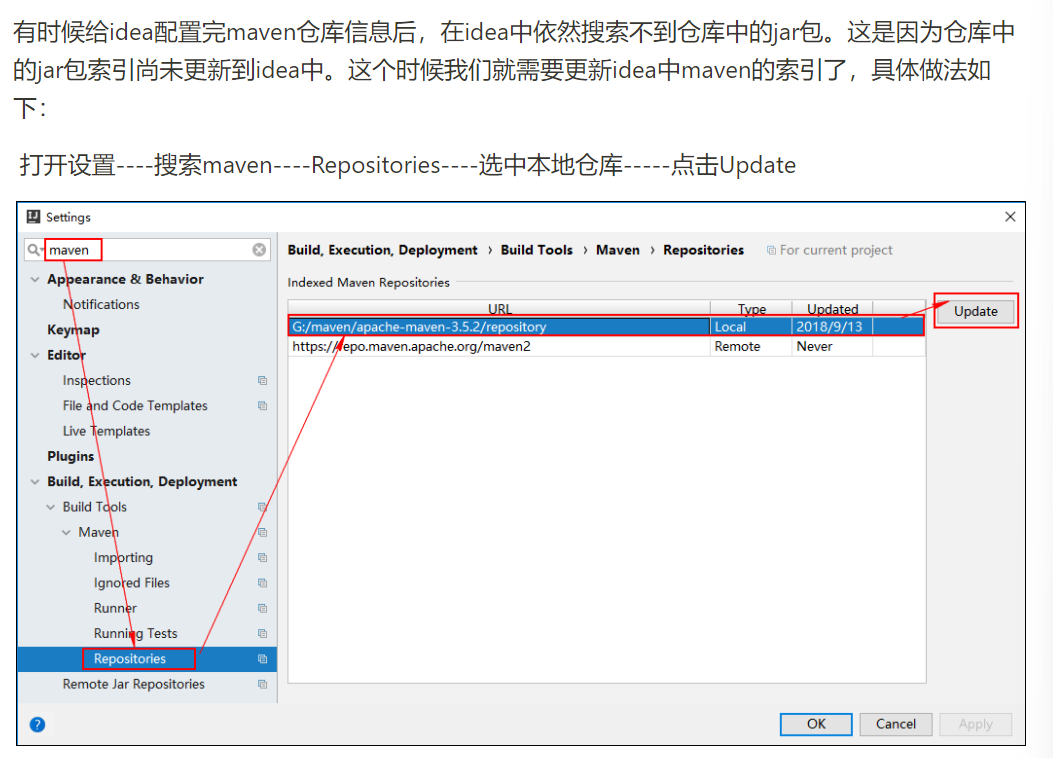 有时候给idea配置完maven仓库信息后，在idea中依然搜索不到仓库中的jar包。这是因为仓库中
的jar包索引尚未更新到idea中。这个时候我们就需要更新idea中maven的索引了，具体做法如
下：
打开设置----搜索maven----Repositories----选中本地仓库-----点击Update
Settings
maven
Appearance & Behavior
Notifications
Keymap
Editor
Inspections
File and Code Templates
Live Templates
Plugins
Build, Execution, Deployment
Build Tools
Maven
Importing
Ignored Files
Runner
Running Tests
Repositories
Remote Jar Repositories
Build, Execution, Deployment › Build Tools › Maven › Repositories For current project
Indexed Maven Repositories
URL Type Updated
G:/maven/apache-maven-3.5.2/repository Local 2018/9/13
https://repo.maven.apache.org/maven2 Remote Never
Update
?
OK Cancel Apply